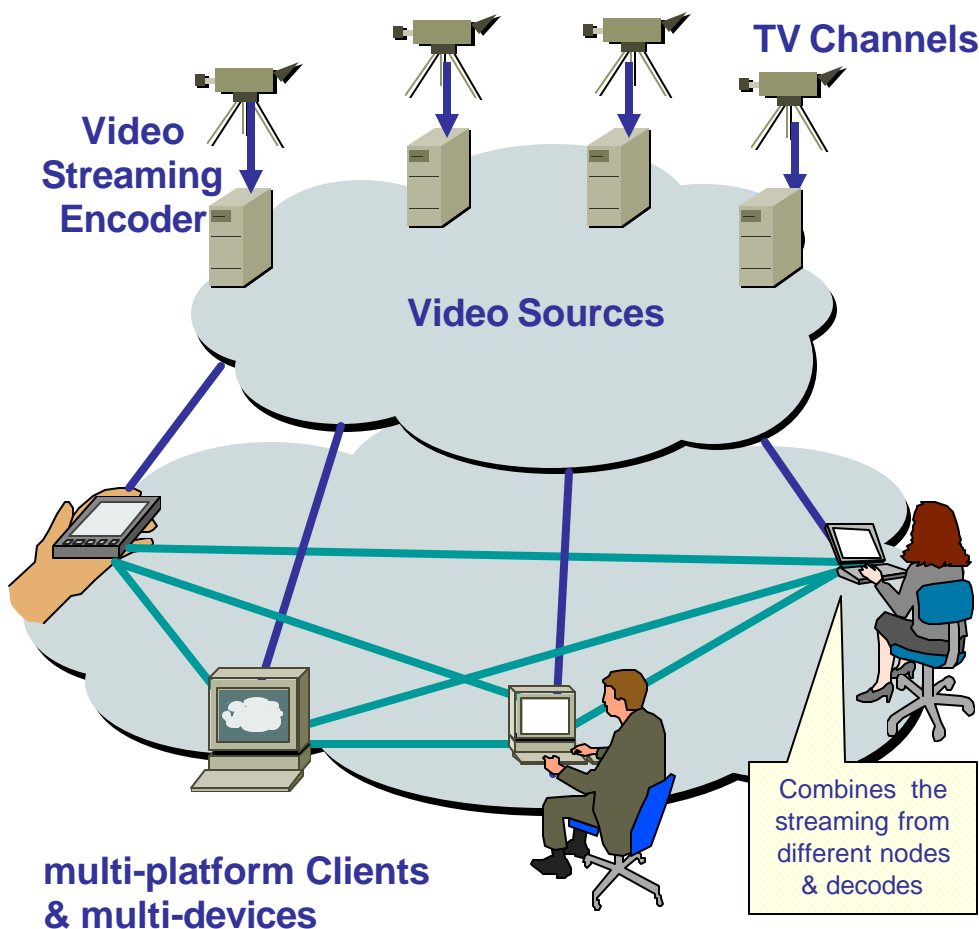 TV Channels
Video
Streaming
Encoder
Video Sources
Combines the
streaming from
different nodes
& decodes
multi-platform Clients
& multi-devices